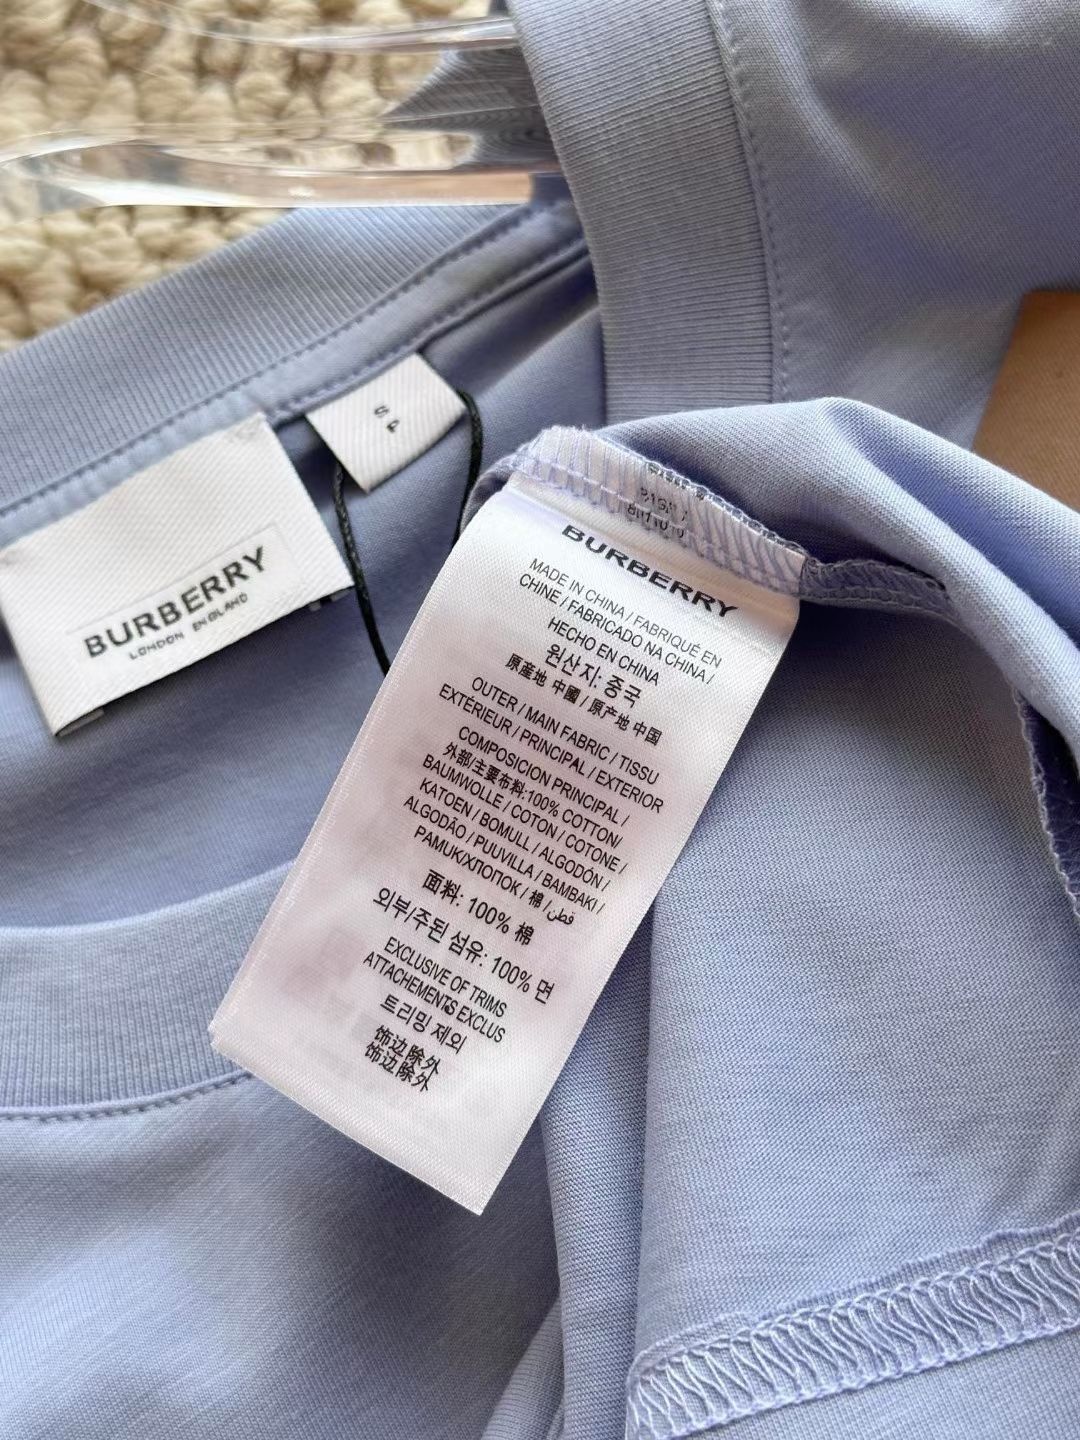 BURBERRY
LONDON ENGLAND
S
P
BURBERRY
MADE IN CHINA / FABRIQUÉ EN
CHINE / FABRICADO NA CHINA /
HECHO EN CHINA
원산지: 중국
原産地 中國 / 原产地 中国
OUTER / MAIN FABRIC / TISSU
EXTÉRIEUR / PRINCIPAL / EXTERIOR
COMPOSICION PRINCIPAL /
外部/主要布料:100% COTTON/
BAUMWOLLE / COTON / COTONE /
KATOEN / BOMULL / ALGODÓN /
ALGODÃO / PUUVILLA / BAMBAKI /
PAMUK/ХЛОПОК / 棉 / قطن
面料: 100% 棉
외부/주된 섬유: 100% 면
EXCLUSIVE OF TRIMS
ATTACHEMENTS EXCLUS
트리밍 제외
饰边除外
饰边除外